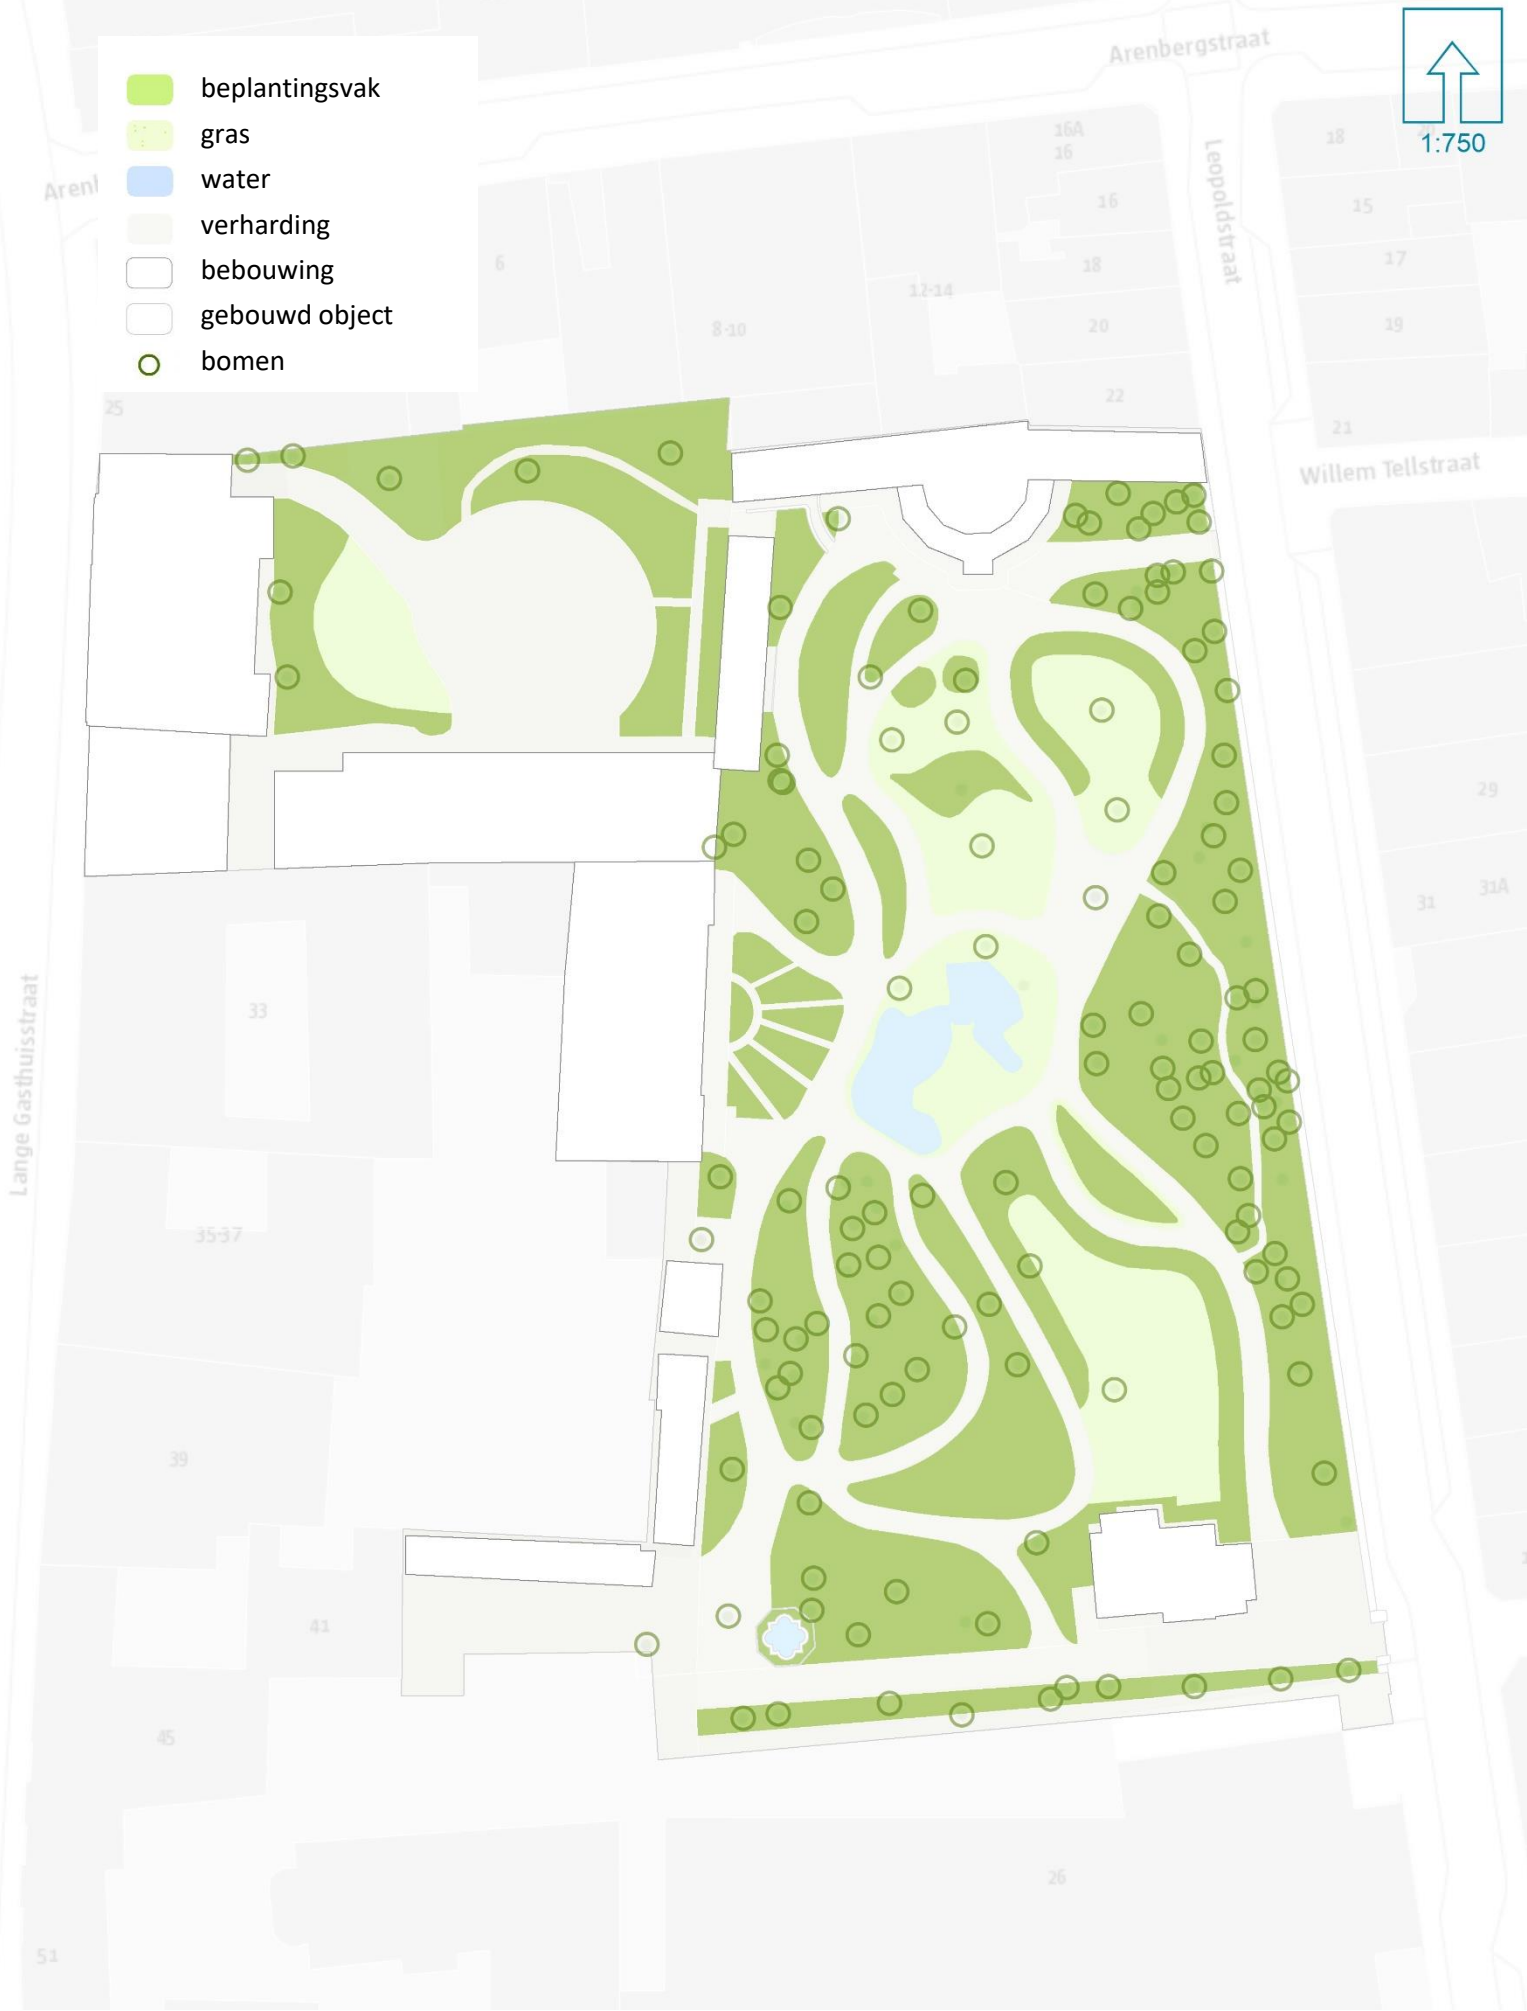 Arenbergstraat
1:750
beplantingsvak
gras
water
verharding
bebouwing
gebouwd object
bomen
Arenl
Leopoldstraat
16A
16
18
20
16
15
6
18
17
12-14
8-10
20
19
22
25
21
Willem Tellstraat
29
31A
31
Lange Gasthuisstraat
33
35-37
39
41
45
26
51